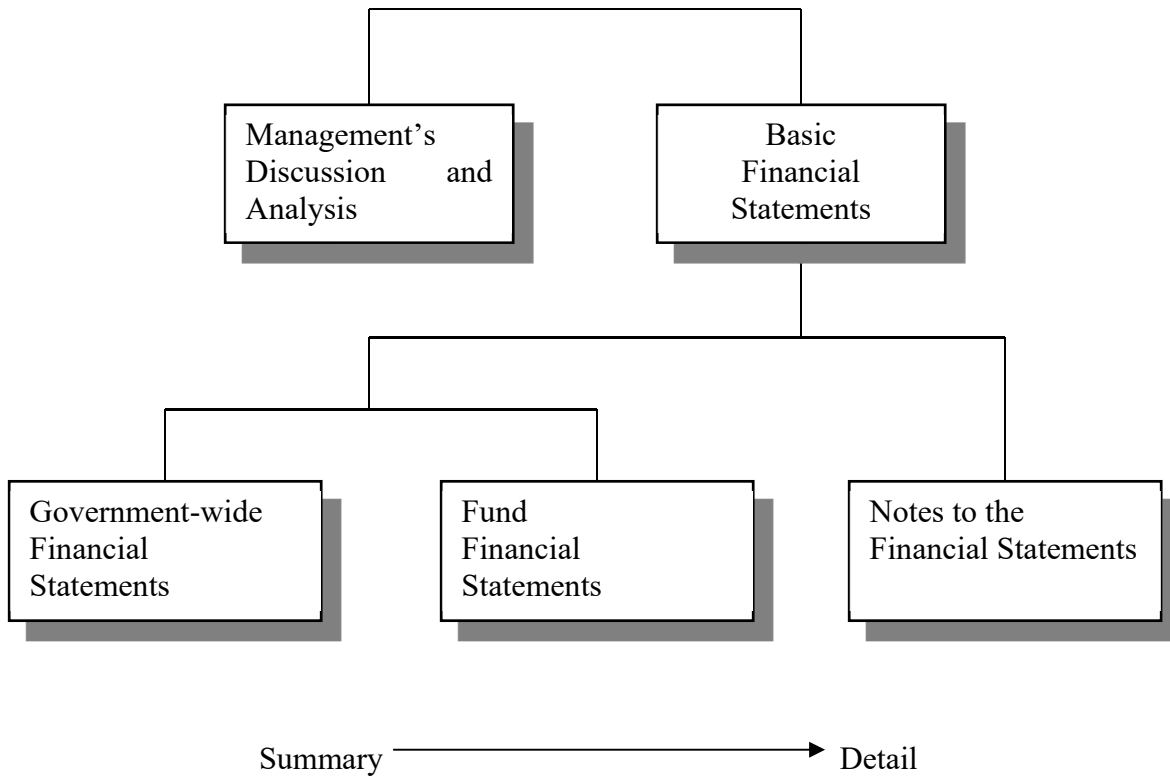 Management’s
Discussion and
Analysis
Basic
Financial
Statements
Government-wide
Financial
Statements
Fund
Financial
Statements
Notes to the
Financial Statements
Summary
Detail